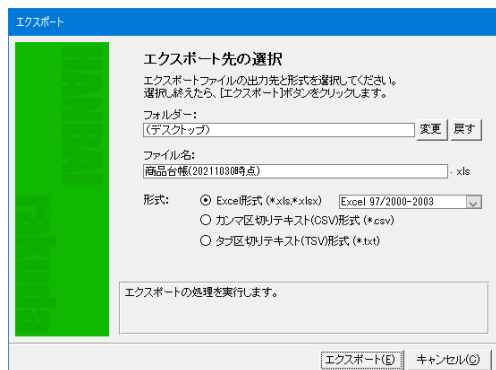 エクスポート
エクスポート先の選択
エクスポートファイルの出力先と形式を選択してください。
選択し終えたら、[エクスポート]ボタンをクリックします。
フォルダー:
(デスクトップ) 変更 戻す
ファイル名:
商品台帳(20211030時点) . xls
形式: Excel形式 (*.xls,*.xlsx) Excel 97/2000-2003
カンマ区切りテキスト(CSV)形式 (*.csv)
タブ区切りテキスト(TSV)形式 (*.txt)
HANBAI
rakuda
エクスポートの処理を実行します。
エクスポート(E) キャンセル(C)